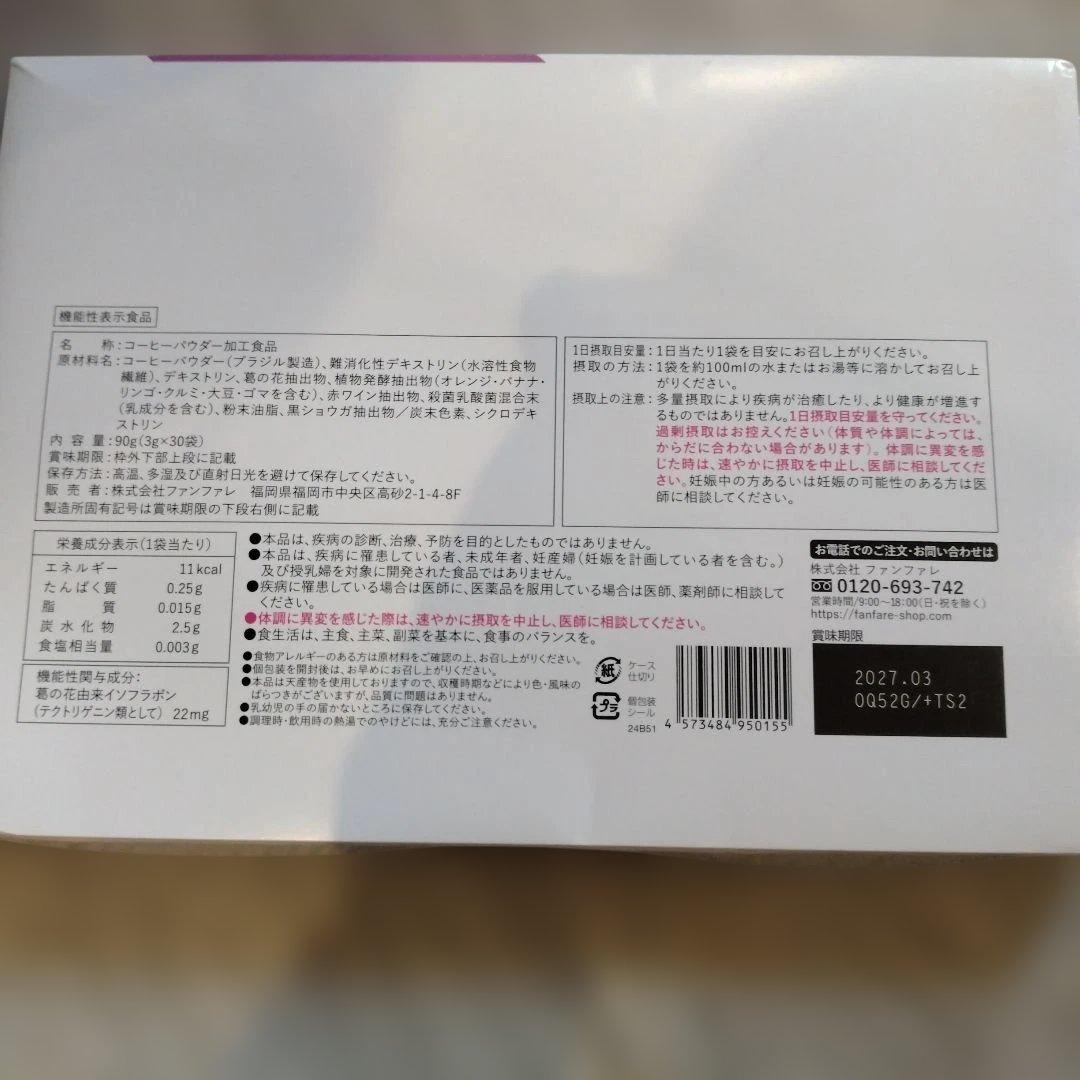 機能性表示食品
名　　称：コーヒーパウダー加工食品
原材料名：コーヒーパウダー（ブラジル製造）、難消化性デキストリン（水溶性食物
繊維）、デキストリン、葛の花抽出物、植物発酵抽出物（オレンジ・バナナ・
リンゴ・クルミ・大豆・ゴマを含む）、赤ワイン抽出物、殺菌乳酸菌混合末
（乳成分を含む）、粉末油脂、黒ショウガ抽出物／炭末色素、シクロデキ
ストリン
内 容 量：90g（3g×30袋）
賞味期限：枠外下部上段に記載
保存方法：高温、多湿及び直射日光を避けて保存してください。
販 売 者：株式会社ファンファレ　福岡県福岡市中央区高砂2-1-4-8F
製造所固有記号は賞味期限の下段右側に記載
1日摂取目安量：1日当たり1袋を目安にお召し上がりください。
摂取の方法：1袋を約100mlの水またはお湯等に溶かしてお召し上
がりください。
摂取上の注意：多量摂取により疾病が治癒したり、より健康が増進す
るものではありません。1日摂取目安量を守ってください。
過剰摂取はお控えください（体質や体調によっては、
からだに合わない場合があります）。体調に異変を感
じた時は、速やかに摂取を中止し、医師に相談してくだ
さい。妊娠中の方あるいは妊娠の可能性のある方は医
師に相談してください。
栄養成分表示（1袋当たり）
エネルギー　11kcal
たんぱく質　0.25g
脂　　質　0.015g
炭水化物　2.5g
食塩相当量　0.003g
機能性関与成分：
葛の花由来イソフラボン
（テクトリゲニン類として）　22mg
●本品は、疾病の診断、治療、予防を目的としたものではありません。
●本品は、疾病に罹患している者、未成年者、妊産婦（妊娠を計画している者を含む。）
及び授乳婦を対象に開発された食品ではありません。
●疾病に罹患している場合は医師に、医薬品を服用している場合は医師、薬剤師に相談して
ください。
●体調に異変を感じた際は、速やかに摂取を中止し、医師に相談してください。
●食生活は、主食、主菜、副菜を基本に、食事のバランスを。
●食物アレルギーのある方は原材料をご確認の上、お召し上がりください。
●個包装を開封後は、お早めにお召し上がりください。
●本品は天産物を使用しておりますので、収穫時期などにより色・風味の
ばらつきがございますが、品質に問題はありません。
●乳幼児の手の届かないところに保存してください。
●調理時・飲用時の熱湯でのやけどには、充分ご注意ください。
紙
ケース
仕切り
プラ
個包装
シール
24B51
4 573484 950155
お電話でのご注文・お問い合わせは
株式会社 ファンファレ
0120-693-742
営業時間/9:00～18:00（日・祝を除く）
https://fanfare-shop.com
賞味期限
2027.03
OQ52G/+TS2